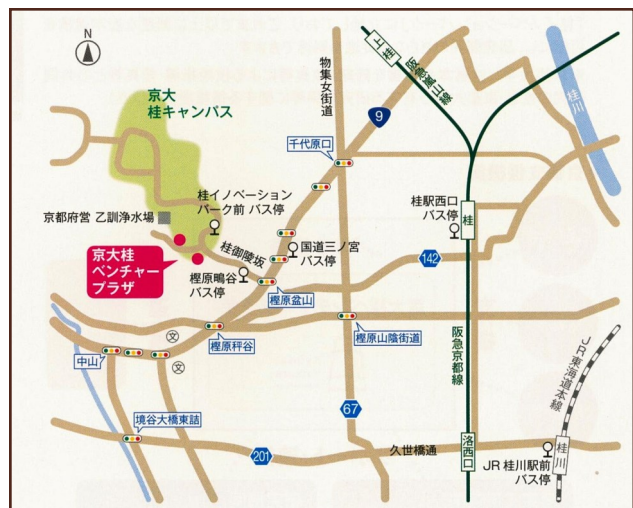 N
京大
桂キャンパス
物集女街道
上桂
阪急嵐山線
桂川
9
千代原口
桂イノベーション
パーク前 バス停
京都府営 乙訓浄水場
桂駅西口
バス停
桂
京大桂
ベンチャー
プラザ
桂御陵坂
国道三ノ宮
バス停
142
樫原鴫谷
バス停
樫原盆山
樫原秤谷
樫原山陰街道
阪急京都線
JR東海道本線
文
文
中山
67
境谷大橋東詰
201
久世橋通
洛西口
桂川
JR 桂川駅前
バス停